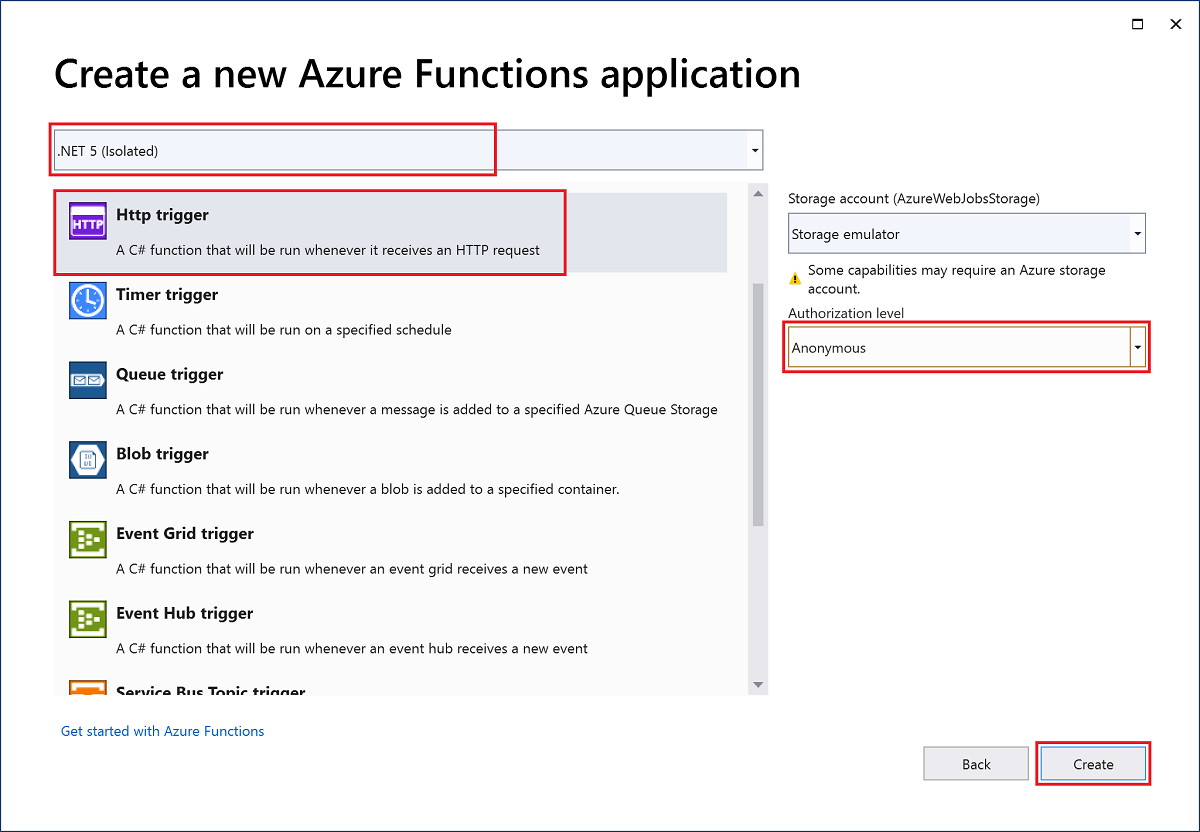 Create a new Azure Functions application
.NET 5 (Isolated)
HTTP
Http trigger
A C# function that will be run whenever it receives an HTTP request
Timer trigger
A C# function that will be run on a specified schedule
Queue trigger
A C# function that will be run whenever a message is added to a specified Azure Queue Storage
Blob trigger
A C# function that will be run whenever a blob is added to a specified container.
Event Grid trigger
A C# function that will be run whenever an event grid receives a new event
Event Hub trigger
A C# function that will be run whenever an event hub receives a new event
Service Bus Topic trigger
Storage account (AzureWebJobsStorage)
Storage emulator
Some capabilities may require an Azure storage
account.
Authorization level
Anonymous
Get started with Azure Functions
Back
Create